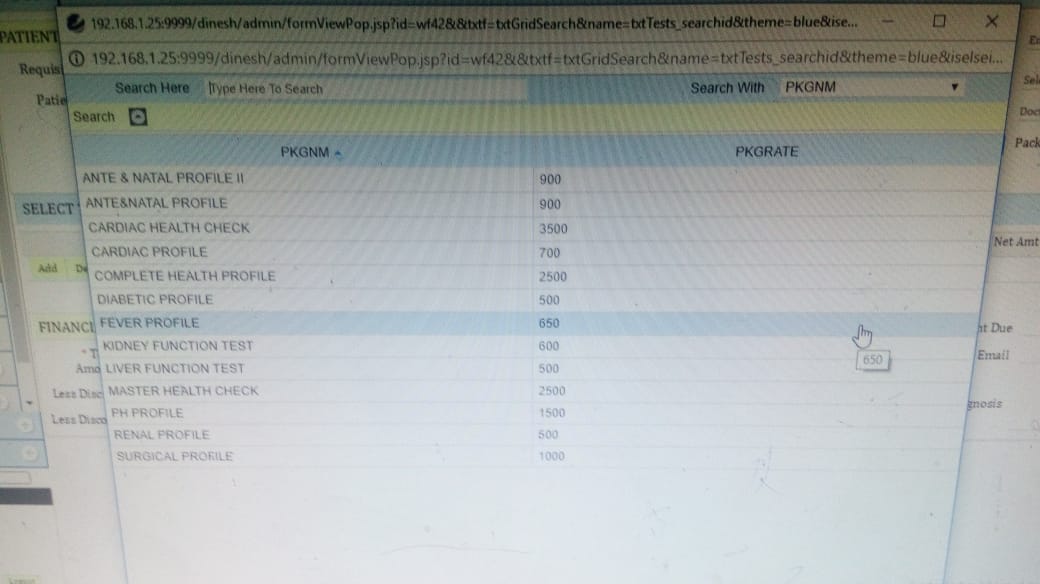 192.168.1.25:9999/dinesh/admin/formViewPop.jsp?id=wf42&&txtf=txtGridSearch&name=txtTests_searchid&theme=blue&ise...
192.168.1.25:9999/dinesh/admin/formViewPop.jsp?id=wf42&&txtf=txtGridSearch&name=txtTests_searchid&theme=blue&iselsei...
PATIENT
Requis
Patie
Search Here Type Here To Search Search With PKGNM
Search
Sele
Doc
Pack
PKGNM PKGRATE
ANTE & NATAL PROFILE II 900
SELECT ANTE&NATAL PROFILE 900
CARDIAC HEALTH CHECK 3500
Net Amt
CARDIAC PROFILE 700
Add De COMPLETE HEALTH PROFILE 2500
DIABETIC PROFILE 500
FINANCI FEVER PROFILE 650
nt Due
KIDNEY FUNCTION TEST 600
650
Email
Amo LIVER FUNCTION TEST 500
Less Disc MASTER HEALTH CHECK 2500
gnosis
Less Disco PH PROFILE 1500
RENAL PROFILE 500
SURGICAL PROFILE 1000